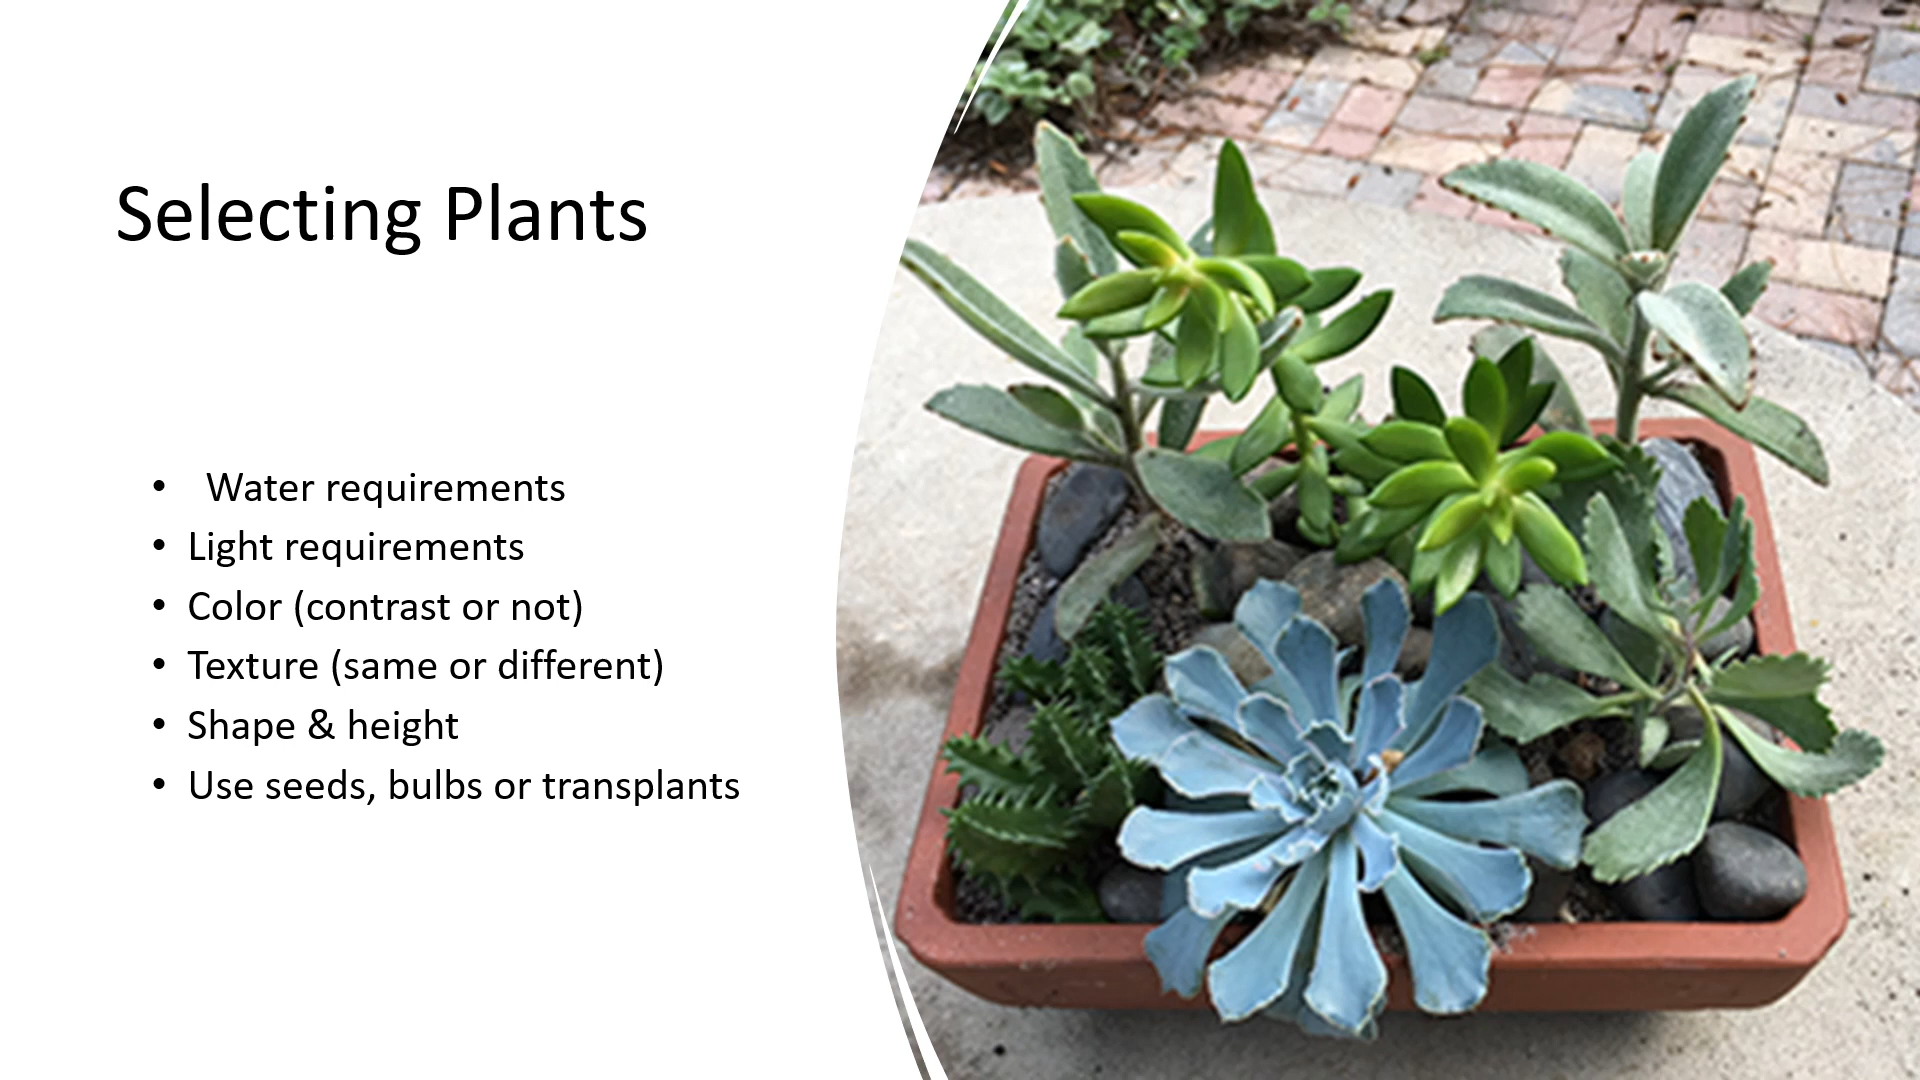 Selecting Plants
• Water requirements
• Light requirements
• Color (contrast or not)
• Texture (same or different)
• Shape & height
• Use seeds, bulbs or transplants